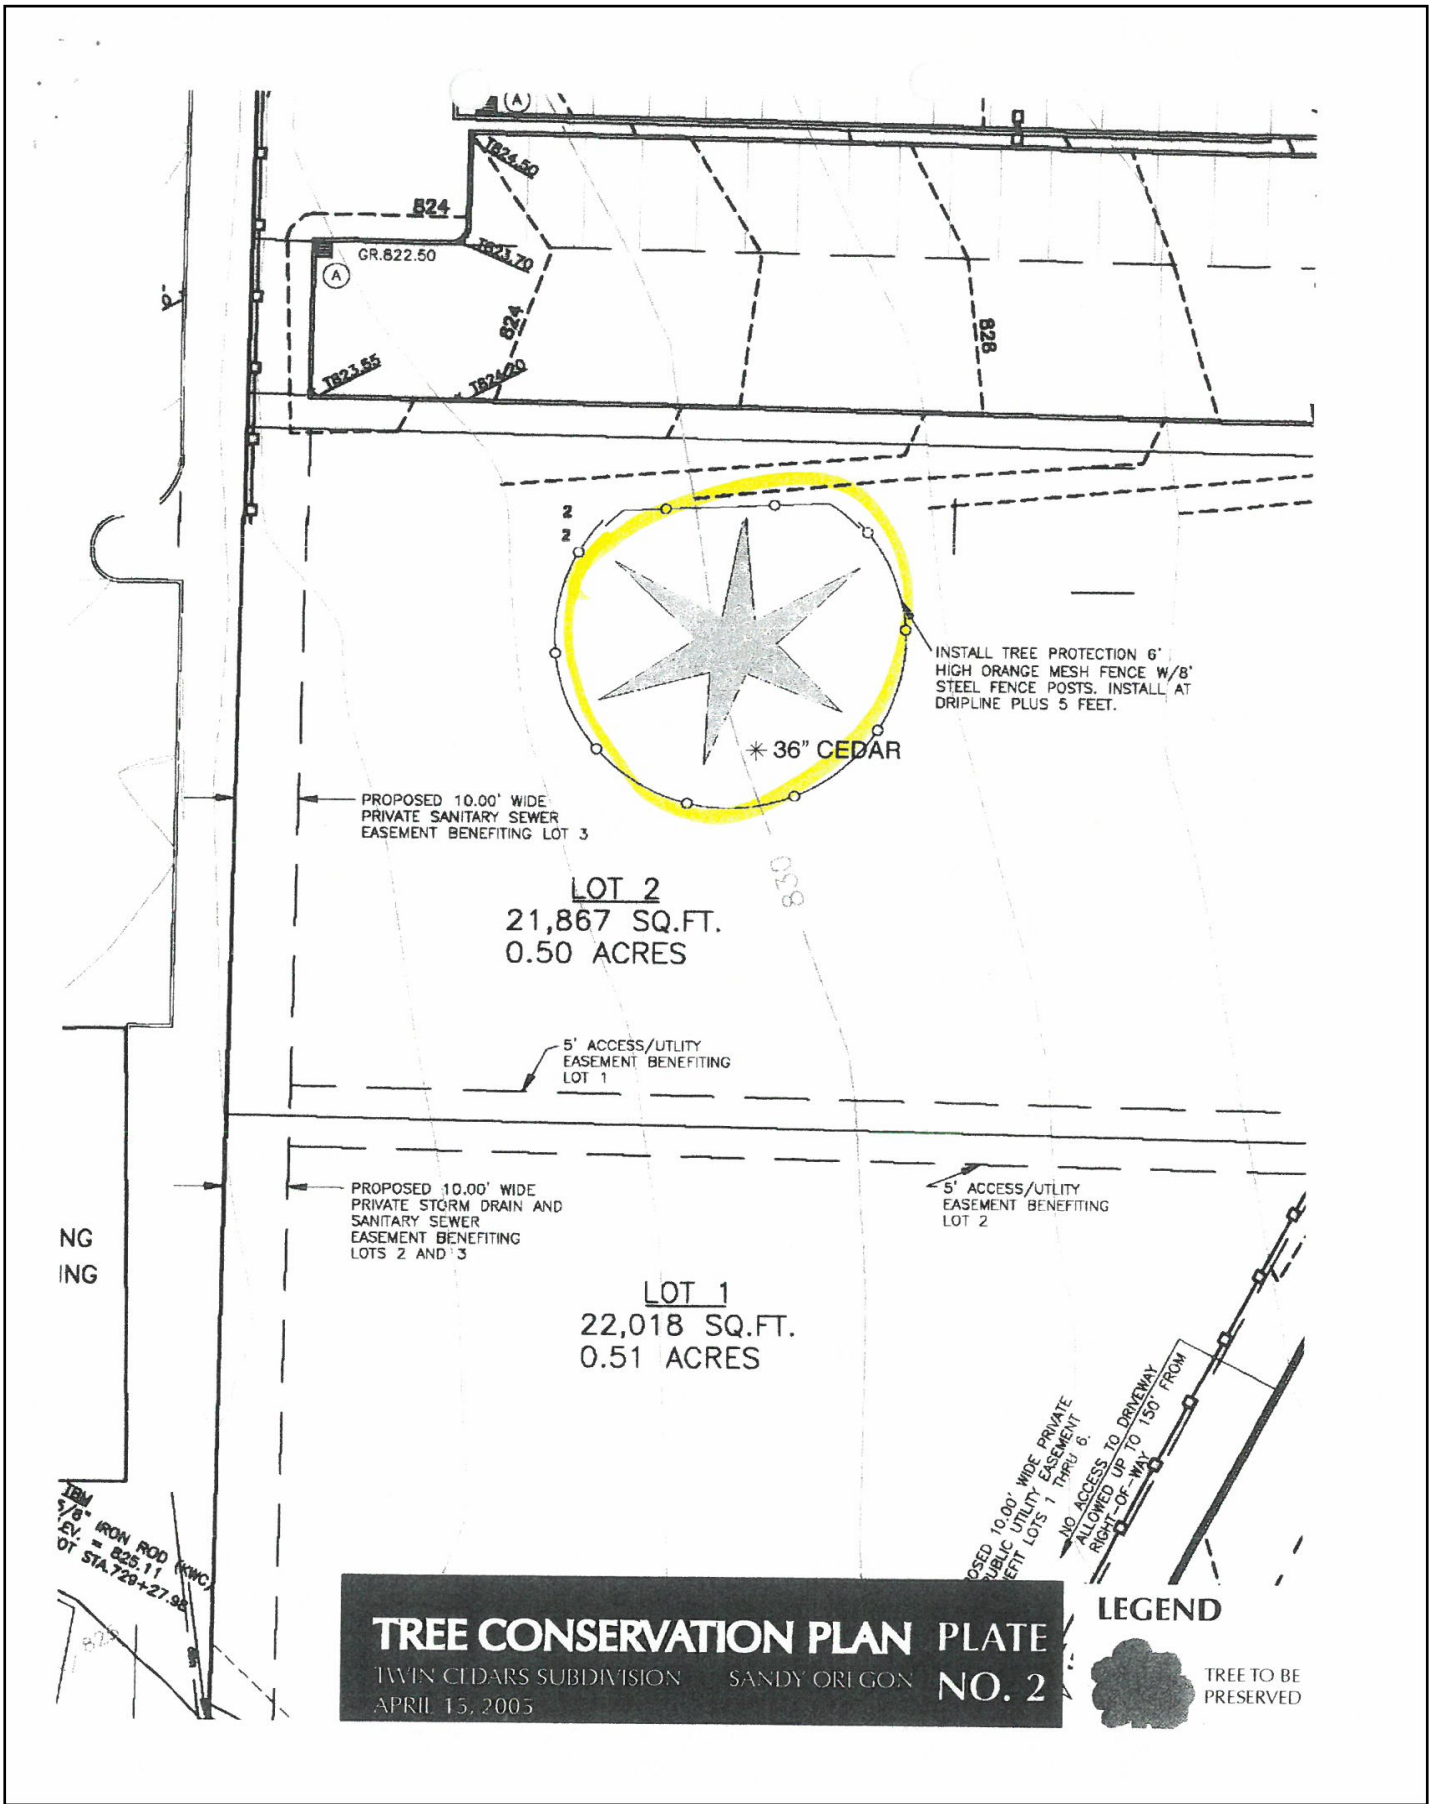 A
T824.50
824
GR.822.50
T823.70
A
824
828
T823.65
T824.20
2
2
INSTALL TREE PROTECTION 6'
HIGH ORANGE MESH FENCE W/8'
STEEL FENCE POSTS. INSTALL AT
DRIPLINE PLUS 5 FEET.
36" CEDAR
PROPOSED 10.00' WIDE
PRIVATE SANITARY SEWER
EASEMENT BENEFITING LOT 3
830
LOT 2
21,867 SQ.FT.
0.50 ACRES
5' ACCESS/UTLITY
EASEMENT BENEFITING
LOT 1
PROPOSED 10.00' WIDE
PRIVATE STORM DRAIN AND
SANITARY SEWER
EASEMENT BENEFITING
LOTS 2 AND 3
5' ACCESS/UTLITY
EASEMENT BENEFITING
LOT 2
NG
ING
LOT 1
22,018 SQ.FT.
0.51 ACRES
OSED 10.00' WIDE PRIVATE
PUBLIC UTILITY EASEMENT
EFIT LOTS 1 THRU 6.
NO ACCESS TO DRIVEWAY
ALLOWED UP TO 150' FROM
RIGHT-OF-WAY
TBM
5/8" IRON ROD (KWC)
LEV. = 825.11
OT STA.729+27.98
TREE CONSERVATION PLAN PLATE
TWIN CEDARS SUBDIVISION SANDY OREGON NO. 2
APRIL 15, 2005
LEGEND
TREE TO BE
PRESERVED